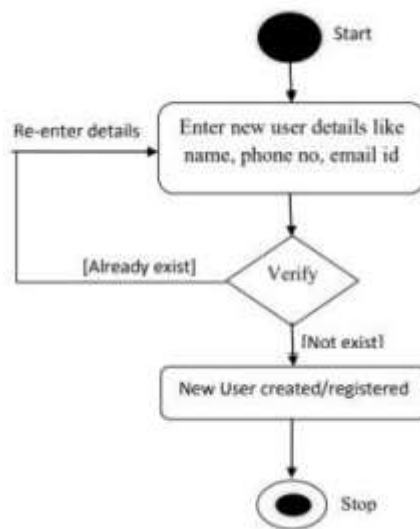 Start
Enter new user details like
name, phone no, email id
Re-enter details
[Already exist]
Verify
[Not exist]
New User created/registered
Stop